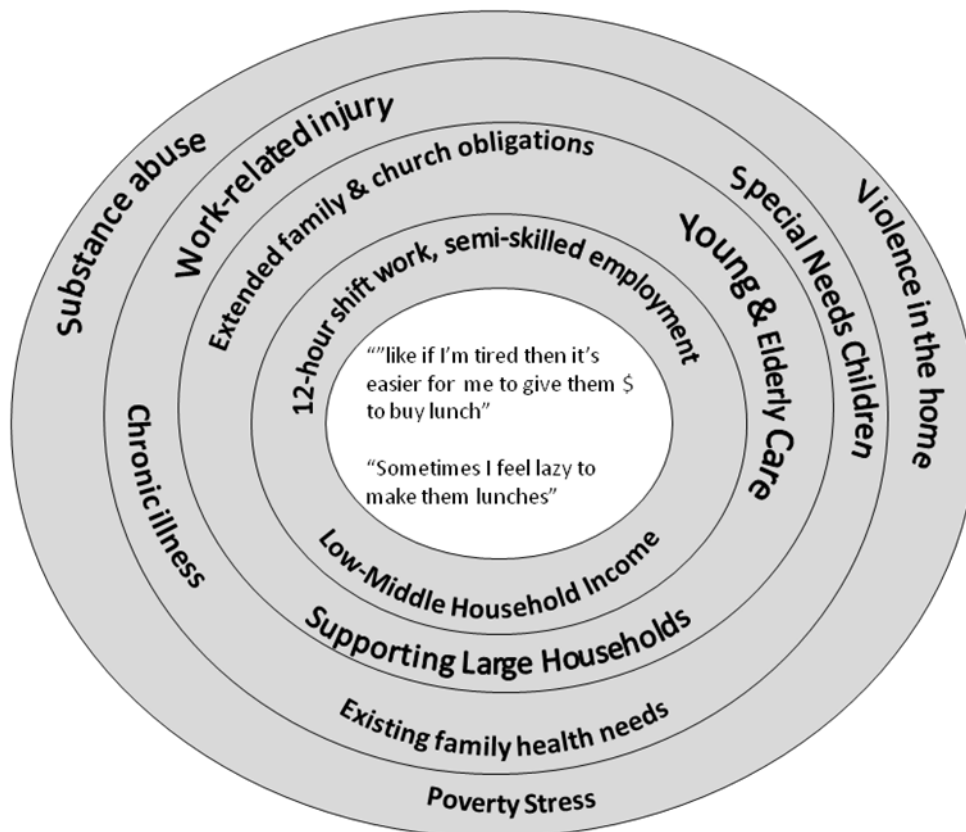 Substance abuse
Violence in the home
Poverty Stress
Work-related injury
Special Needs Children
Chronic illness
Existing family health needs
Extended family & church obligations
Young & Elderly Care
Supporting Large Households
12-hour shift work, semi-skilled employment
Low-Middle Household Income
“”like if I’m tired then it’s
easier for me to give them $
to buy lunch”
“Sometimes I feel lazy to
make them lunches”